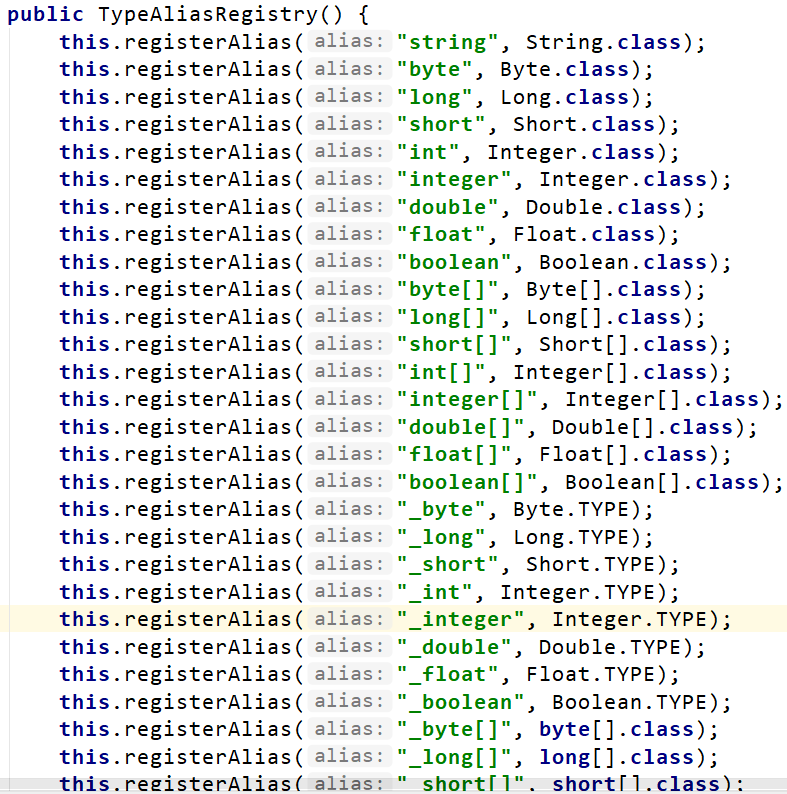 public TypeAliasRegistry() {
this.registerAlias( alias: "string", String.class);
this.registerAlias( alias: "byte", Byte.class);
this.registerAlias( alias: "long", Long.class);
this.registerAlias( alias: "short", Short.class);
this.registerAlias( alias: "int", Integer.class);
this.registerAlias( alias: "integer", Integer.class);
this.registerAlias( alias: "double", Double.class);
this.registerAlias( alias: "float", Float.class);
this.registerAlias( alias: "boolean", Boolean.class);
this.registerAlias( alias: "byte[]", Byte[].class);
this.registerAlias( alias: "long[]", Long[].class);
this.registerAlias( alias: "short[]", Short[].class);
this.registerAlias( alias: "int[]", Integer[].class);
this.registerAlias( alias: "integer[]", Integer[].class);
this.registerAlias( alias: "double[]", Double[].class);
this.registerAlias( alias: "float[]", Float[].class);
this.registerAlias( alias: "boolean[]", Boolean[].class);
this.registerAlias( alias: "_byte", Byte.TYPE);
this.registerAlias( alias: "_long", Long.TYPE);
this.registerAlias( alias: "_short", Short.TYPE);
this.registerAlias( alias: "_int", Integer.TYPE);
this.registerAlias( alias: "_integer", Integer.TYPE);
this.registerAlias( alias: "_double", Double.TYPE);
this.registerAlias( alias: "_float", Float.TYPE);
this.registerAlias( alias: "_boolean", Boolean.TYPE);
this.registerAlias( alias: "_byte[]", byte[].class);
this.registerAlias( alias: "_long[]", long[].class);
this.registerAlias( alias: "_short[]", short[].class);